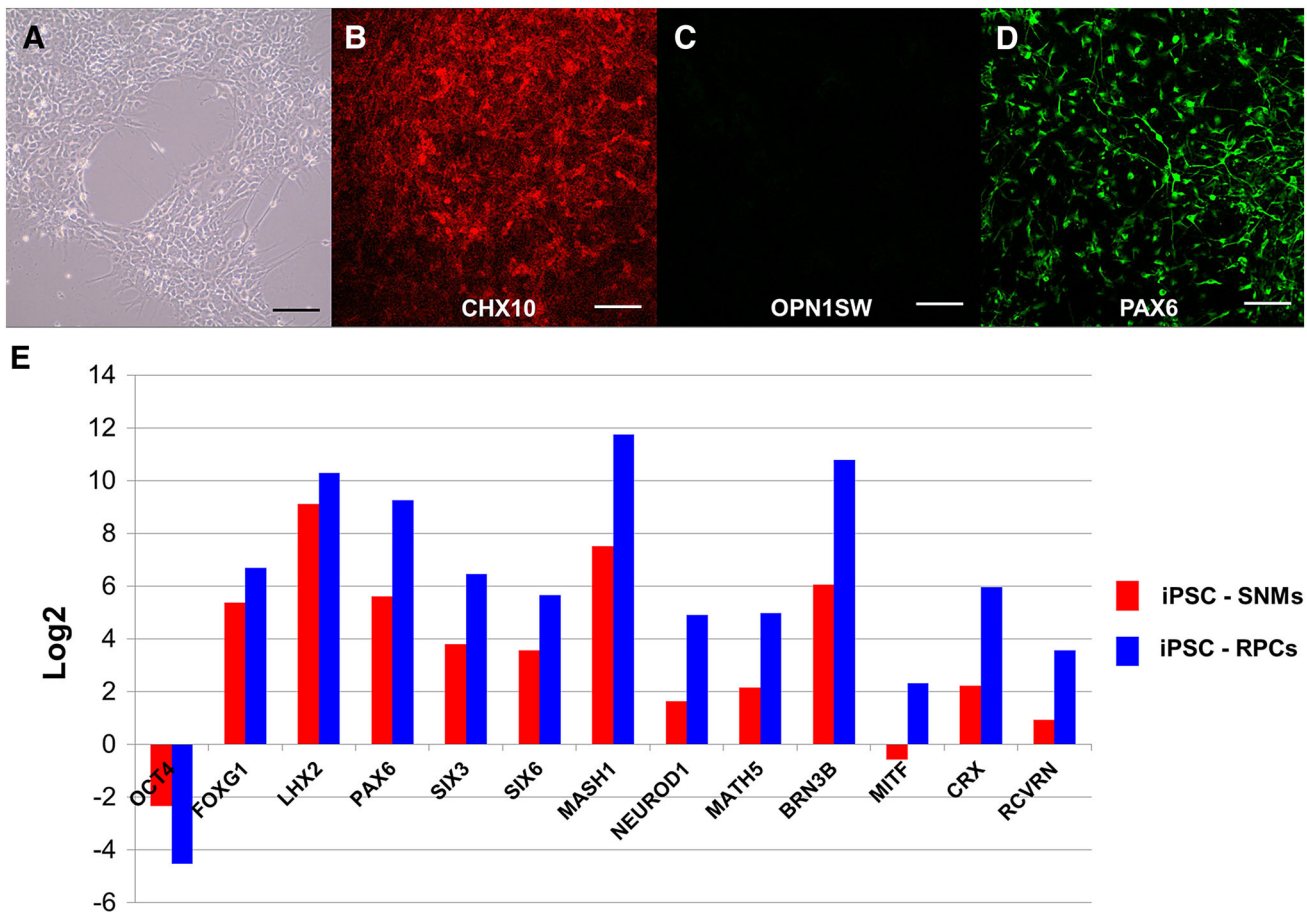 A
B
C
D
CHX10
OPN1SW
PAX6
E
14
12
10
8
6
4
2
0
-2
-4
-6
Log2
OCT4
FOXG1
LHX2
PAX6
SIX3
SIX6
MASH1
NEUROD1
MATH5
BRN3B
MITF
CRX
RCVRN
iPSC - SNMs
iPSC - RPCs